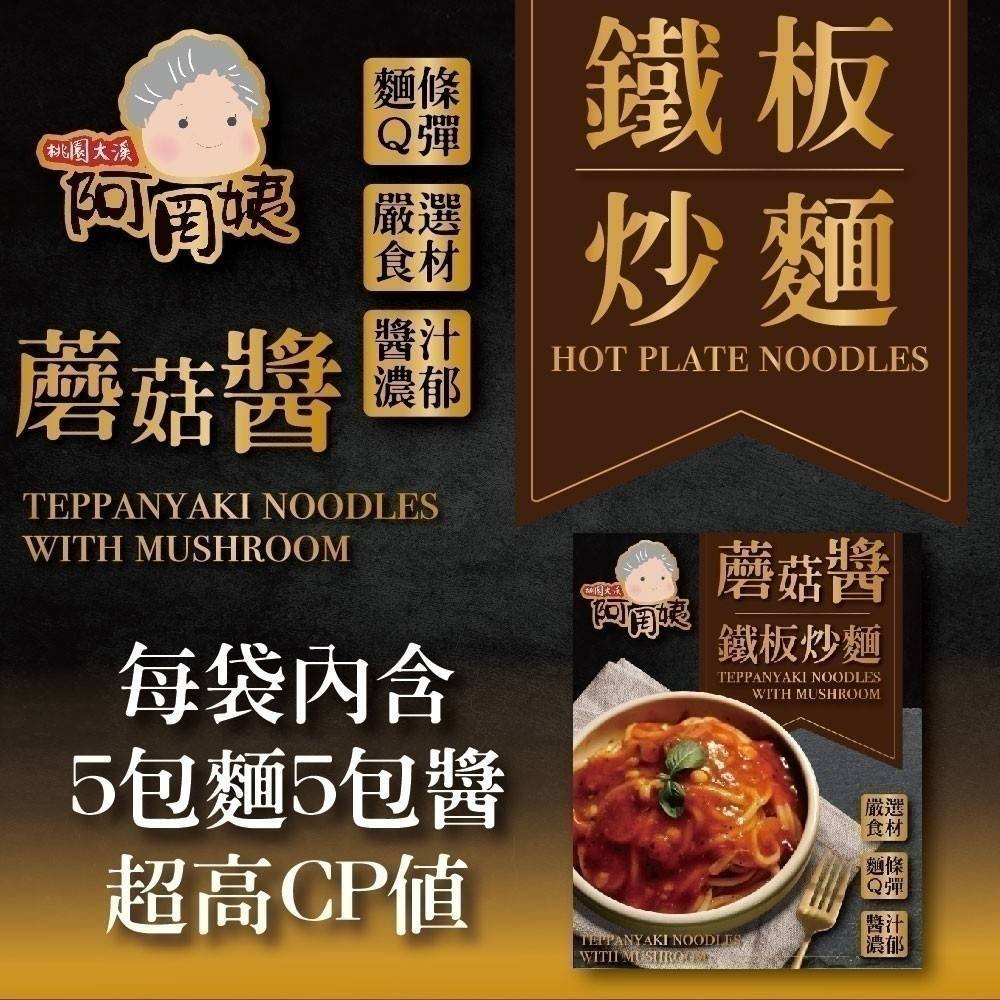 桃園大溪
阿罔姨
麵條
Q彈
嚴選
食材
醬汁
濃郁
鐵板
炒麵
HOT PLATE NOODLES
蘑菇醬
TEPPANYAKI NOODLES
WITH MUSHROOM
每袋內含
5包麵5包醬
超高CP值
桃園大溪
阿罔姨
蘑菇醬
鐵板炒麵
TEPPANYAKI NOODLES
WITH MUSHROOM
嚴選
食材
麵條
Q彈
醬汁
濃郁
TEPPANYAKI NOODLES
WITH MUSHROOM